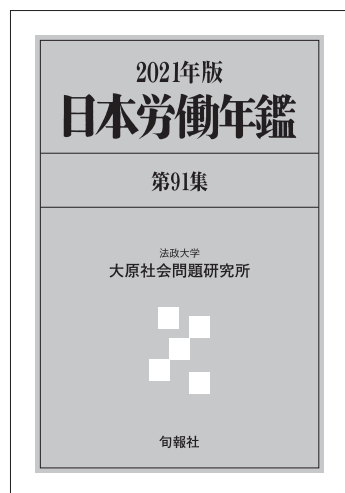 2021年版
日本労働年鑑
第91集
法政大学
大原社会問題研究所
旬報社